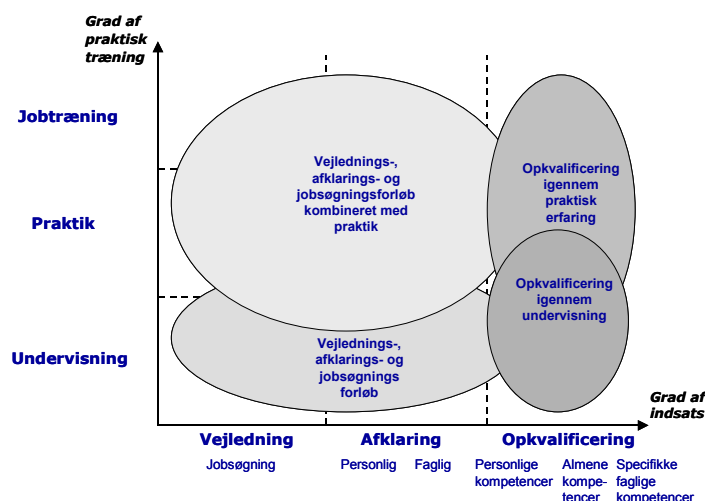 Grad af
praktisk
træning
Jobtræning
Praktik
Undervisning
Vejlednings-,
afklarings- og
jobsøgningsforløb
kombineret med
praktik
Opkvalificering
igennem
praktisk
erfaring
Opkvalificering
igennem
undervisning
Vejlednings-,
afklarings- og
jobsøgnings
forløb
Grad af
indsats
Vejledning
Afklaring
Opkvalificering
Jobsøgning
Personlig
Faglig
Personlige
kompetencer
Almene
kompe-
tencer
Specifikke
faglige
kompetencer